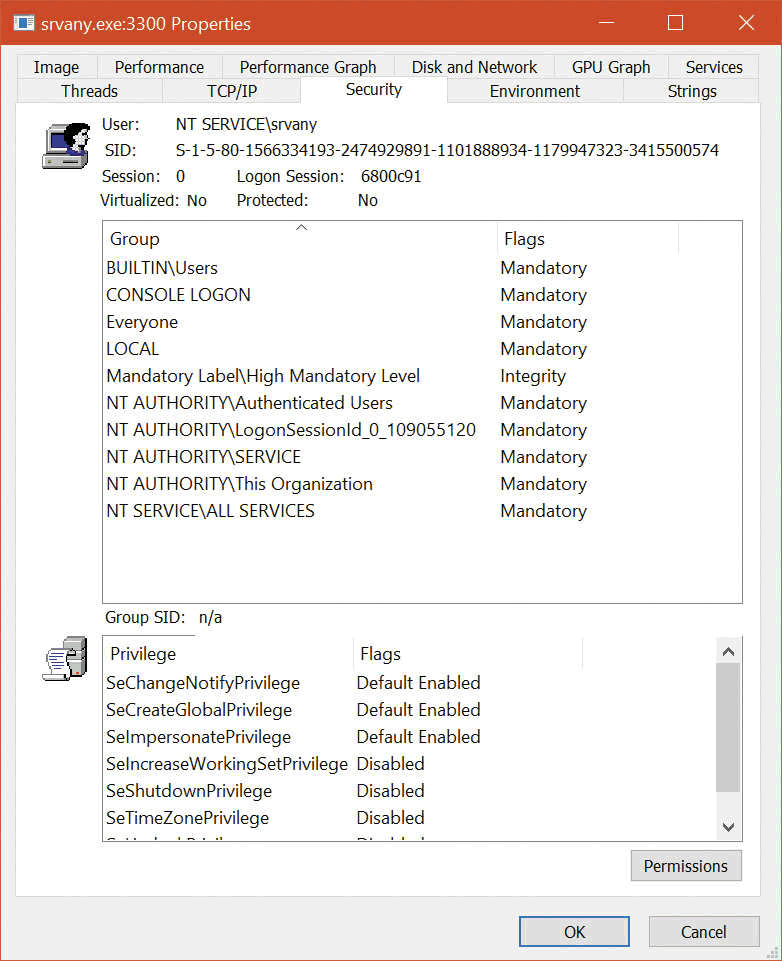 srvany.exe:3300 Properties
Image Performance Performance Graph Disk and Network GPU Graph Services
Threads TCP/IP Security Environment Strings
User: NT SERVICE\srvany
SID: S-1-5-80-1566334193-2474929891-1101888934-1179947323-3415500574
Session: 0 Logon Session: 6800c91
Virtualized: No Protected: No
Group Flags
BUILTIN\Users Mandatory
CONSOLE LOGON Mandatory
Everyone Mandatory
LOCAL Mandatory
Mandatory Label\High Mandatory Level Integrity
NT AUTHORITY\Authenticated Users Mandatory
NT AUTHORITY\LogonSessionId_0_109055120 Mandatory
NT AUTHORITY\SERVICE Mandatory
NT AUTHORITY\This Organization Mandatory
NT SERVICE\ALL SERVICES Mandatory
Group SID: n/a
Privilege Flags
SeChangeNotifyPrivilege Default Enabled
SeCreateGlobalPrivilege Default Enabled
SeImpersonatePrivilege Default Enabled
SeIncreaseWorkingSetPrivilege Disabled
SeShutdownPrivilege Disabled
SeTimeZonePrivilege Disabled
Permissions
OK Cancel